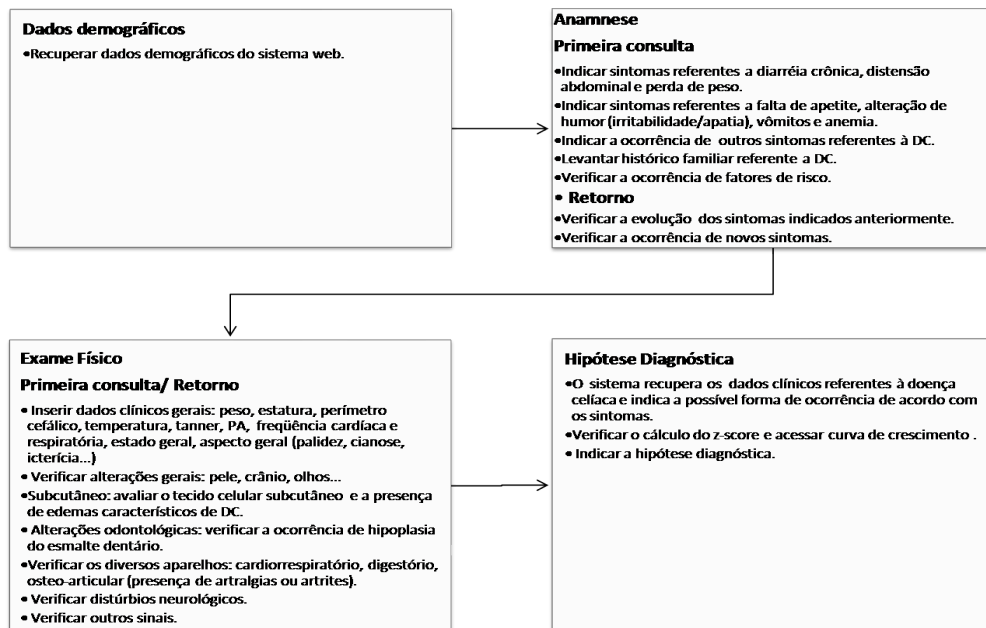 Dados demográficos
•Recuperar dados demográficos do sistema web.
Anamnese
Primeira consulta
•Indicar sintomas referentes a diarréia crônica, distensão
abdominal e perda de peso.
•Indicar sintomas referentes a falta de apetite, alteração de
humor (irritabilidade/apatia), vômitos e anemia.
•Indicar a ocorrência de outros sintomas referentes à DC.
•Levantar histórico familiar referente a DC.
•Verificar a ocorrência de fatores de risco.
• Retorno
•Verificar a evolução dos sintomas indicados anteriormente.
•Verificar a ocorrência de novos sintomas.
Exame Físico
Primeira consulta/ Retorno
• Inserir dados clínicos gerais: peso, estatura, perímetro
cefálico, temperatura, tanner, PA, freqüência cardíaca e
respiratória, estado geral, aspecto geral (palidez, cianose,
icterícia...)
• Verificar alterações gerais: pele, crânio, olhos...
•Subcutâneo: avaliar o tecido celular subcutâneo e a presença
de edemas característicos de DC.
• Alterações odontológicas: verificar a ocorrência de hipoplasia
do esmalte dentário.
•Verificar os diversos aparelhos: cardiorrespiratório, digestório,
osteo-articular (presença de artralgias ou artrites).
• Verificar distúrbios neurológicos.
• Verificar outros sinais.
Hipótese Diagnóstica
•O sistema recupera os dados clínicos referentes à doença
celíaca e indica a possível forma de ocorrência de acordo com
os sintomas.
•Verificar o cálculo do z-score e acessar curva de crescimento .
• Indicar a hipótese diagnóstica.